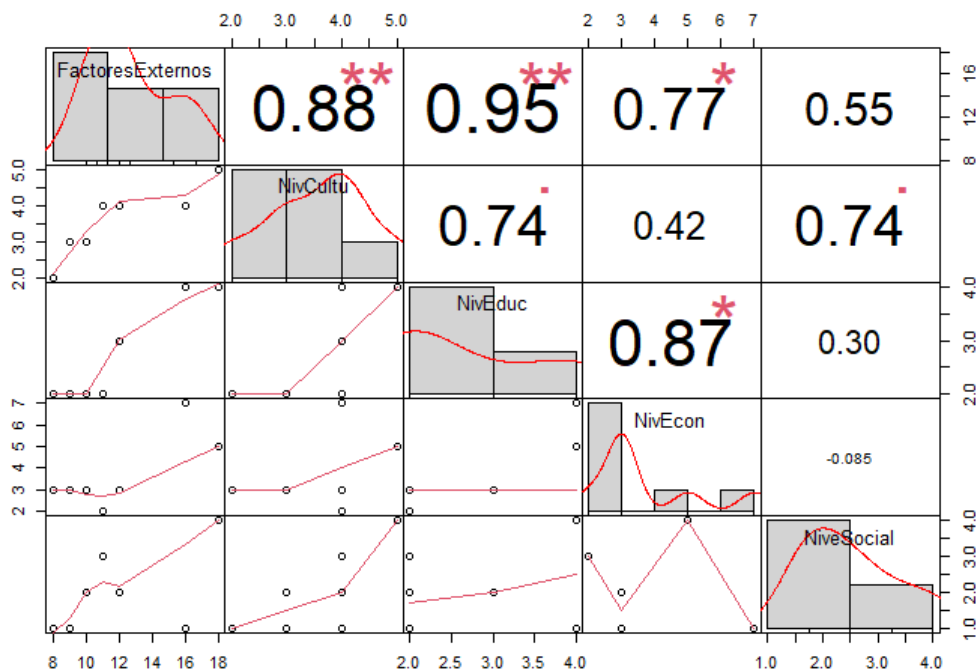 2.0 3.0 4.0 5.0
2 3 4 5 6 7
FactoresExternos
0.88 **
0.95 **
0.77 *
0.55
8 12 16
2.0 3.0 4.0 5.0
NivCultu
0.74 .
0.42
0.74 .
NivEduc
0.87 *
0.30
2.0 3.0 4.0
2 3 4 5 6 7
NivEcon
-0.085
NiveSocial
1.0 2.0 3.0 4.0
8 10 12 14 16 18
2.0 2.5 3.0 3.5 4.0
1.0 2.0 3.0 4.0